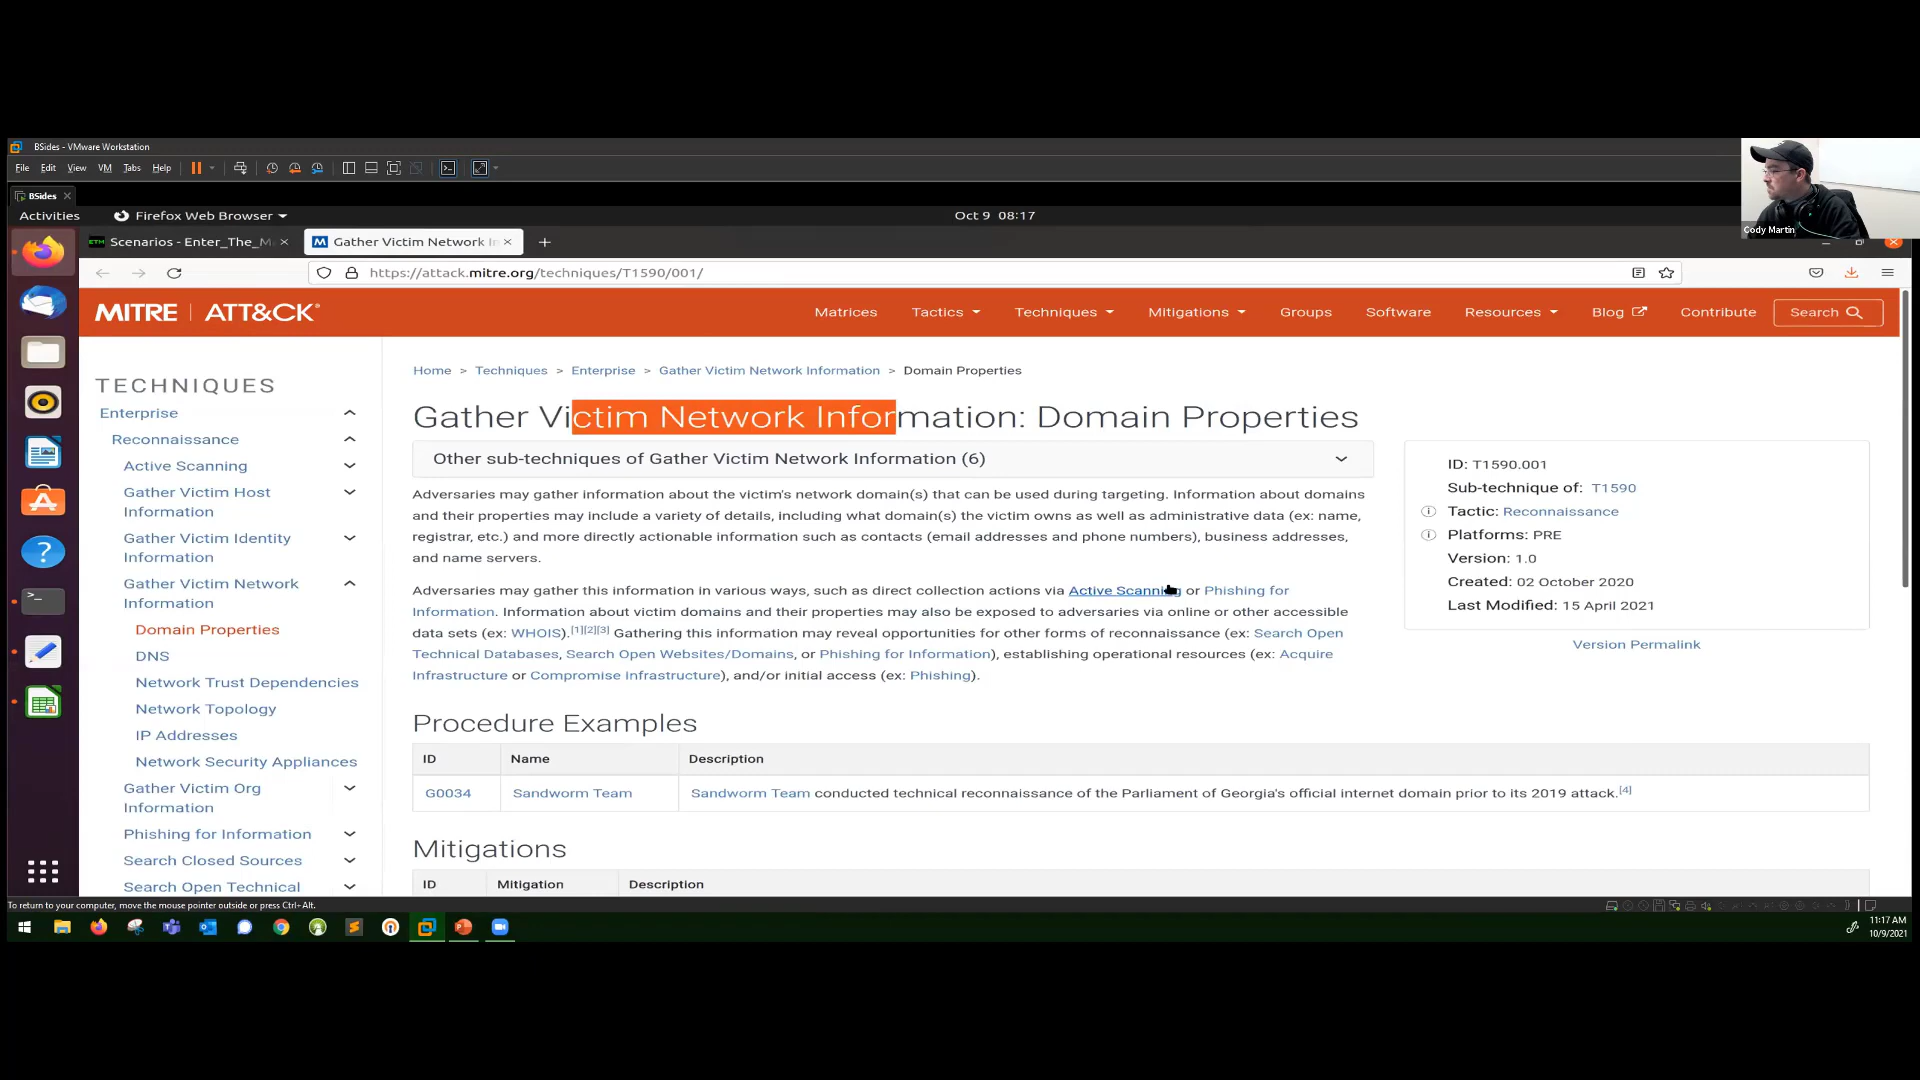 BSides - VMware Workstation
File Edit View VM Tabs Help
BSides
Activities Firefox Web Browser Oct 9 08:17
Cody Martin
ETM Scenarios - Enter_The_M
Gather Victim Network I
https://attack.mitre.org/techniques/T1590/001/
MITRE | ATT&CK®
Matrices Tactics Techniques Mitigations Groups Software Resources Blog Contribute Search
TECHNIQUES
Enterprise
Reconnaissance
Active Scanning
Gather Victim Host
Information
Gather Victim Identity
Information
Gather Victim Network
Information
Domain Properties
DNS
Network Trust Dependencies
Network Topology
IP Addresses
Network Security Appliances
Gather Victim Org
Information
Phishing for Information
Search Closed Sources
Search Open Technical
Home > Techniques > Enterprise > Gather Victim Network Information > Domain Properties
Gather Victim Network Information: Domain Properties
Other sub-techniques of Gather Victim Network Information (6)
Adversaries may gather information about the victim's network domain(s) that can be used during targeting. Information about domains
and their properties may include a variety of details, including what domain(s) the victim owns as well as administrative data (ex: name,
registrar, etc.) and more directly actionable information such as contacts (email addresses and phone numbers), business addresses,
and name servers.
Adversaries may gather this information in various ways, such as direct collection actions via Active Scanning or Phishing for
Information. Information about victim domains and their properties may also be exposed to adversaries via online or other accessible
data sets (ex: WHOIS).[1][2][3] Gathering this information may reveal opportunities for other forms of reconnaissance (ex: Search Open
Technical Databases, Search Open Websites/Domains, or Phishing for Information), establishing operational resources (ex: Acquire
Infrastructure or Compromise Infrastructure), and/or initial access (ex: Phishing).
ID: T1590.001
Sub-technique of: T1590
Tactic: Reconnaissance
Platforms: PRE
Version: 1.0
Created: 02 October 2020
Last Modified: 15 April 2021
Version Permalink
Procedure Examples
ID Name Description
G0034 Sandworm Team Sandworm Team conducted technical reconnaissance of the Parliament of Georgia's official internet domain prior to its 2019 attack.[4]
Mitigations
ID Mitigation Description
To return to your computer, move the mouse pointer outside or press Ctrl+Alt.
11:17 AM
10/9/2021